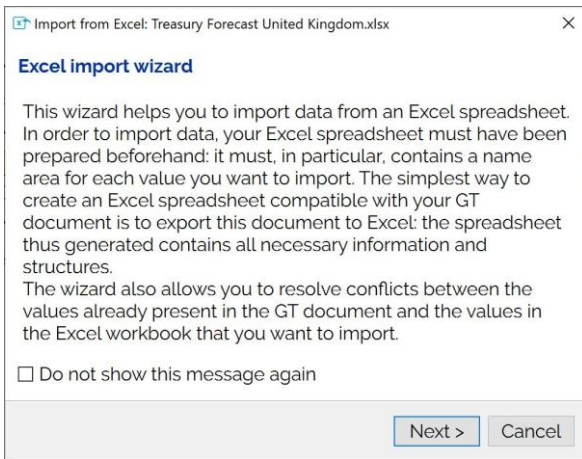 Import from Excel: Treasury Forecast United Kingdom.xlsx
Excel import wizard
This wizard helps you to import data from an Excel spreadsheet.
In order to import data, your Excel spreadsheet must have been
prepared beforehand: it must, in particular, contains a name
area for each value you want to import. The simplest way to
create an Excel spreadsheet compatible with your GT
document is to export this document to Excel: the spreadsheet
thus generated contains all necessary information and
structures.
The wizard also allows you to resolve conflicts between the
values already present in the GT document and the values in
the Excel workbook that you want to import.
Do not show this message again
Next > Cancel